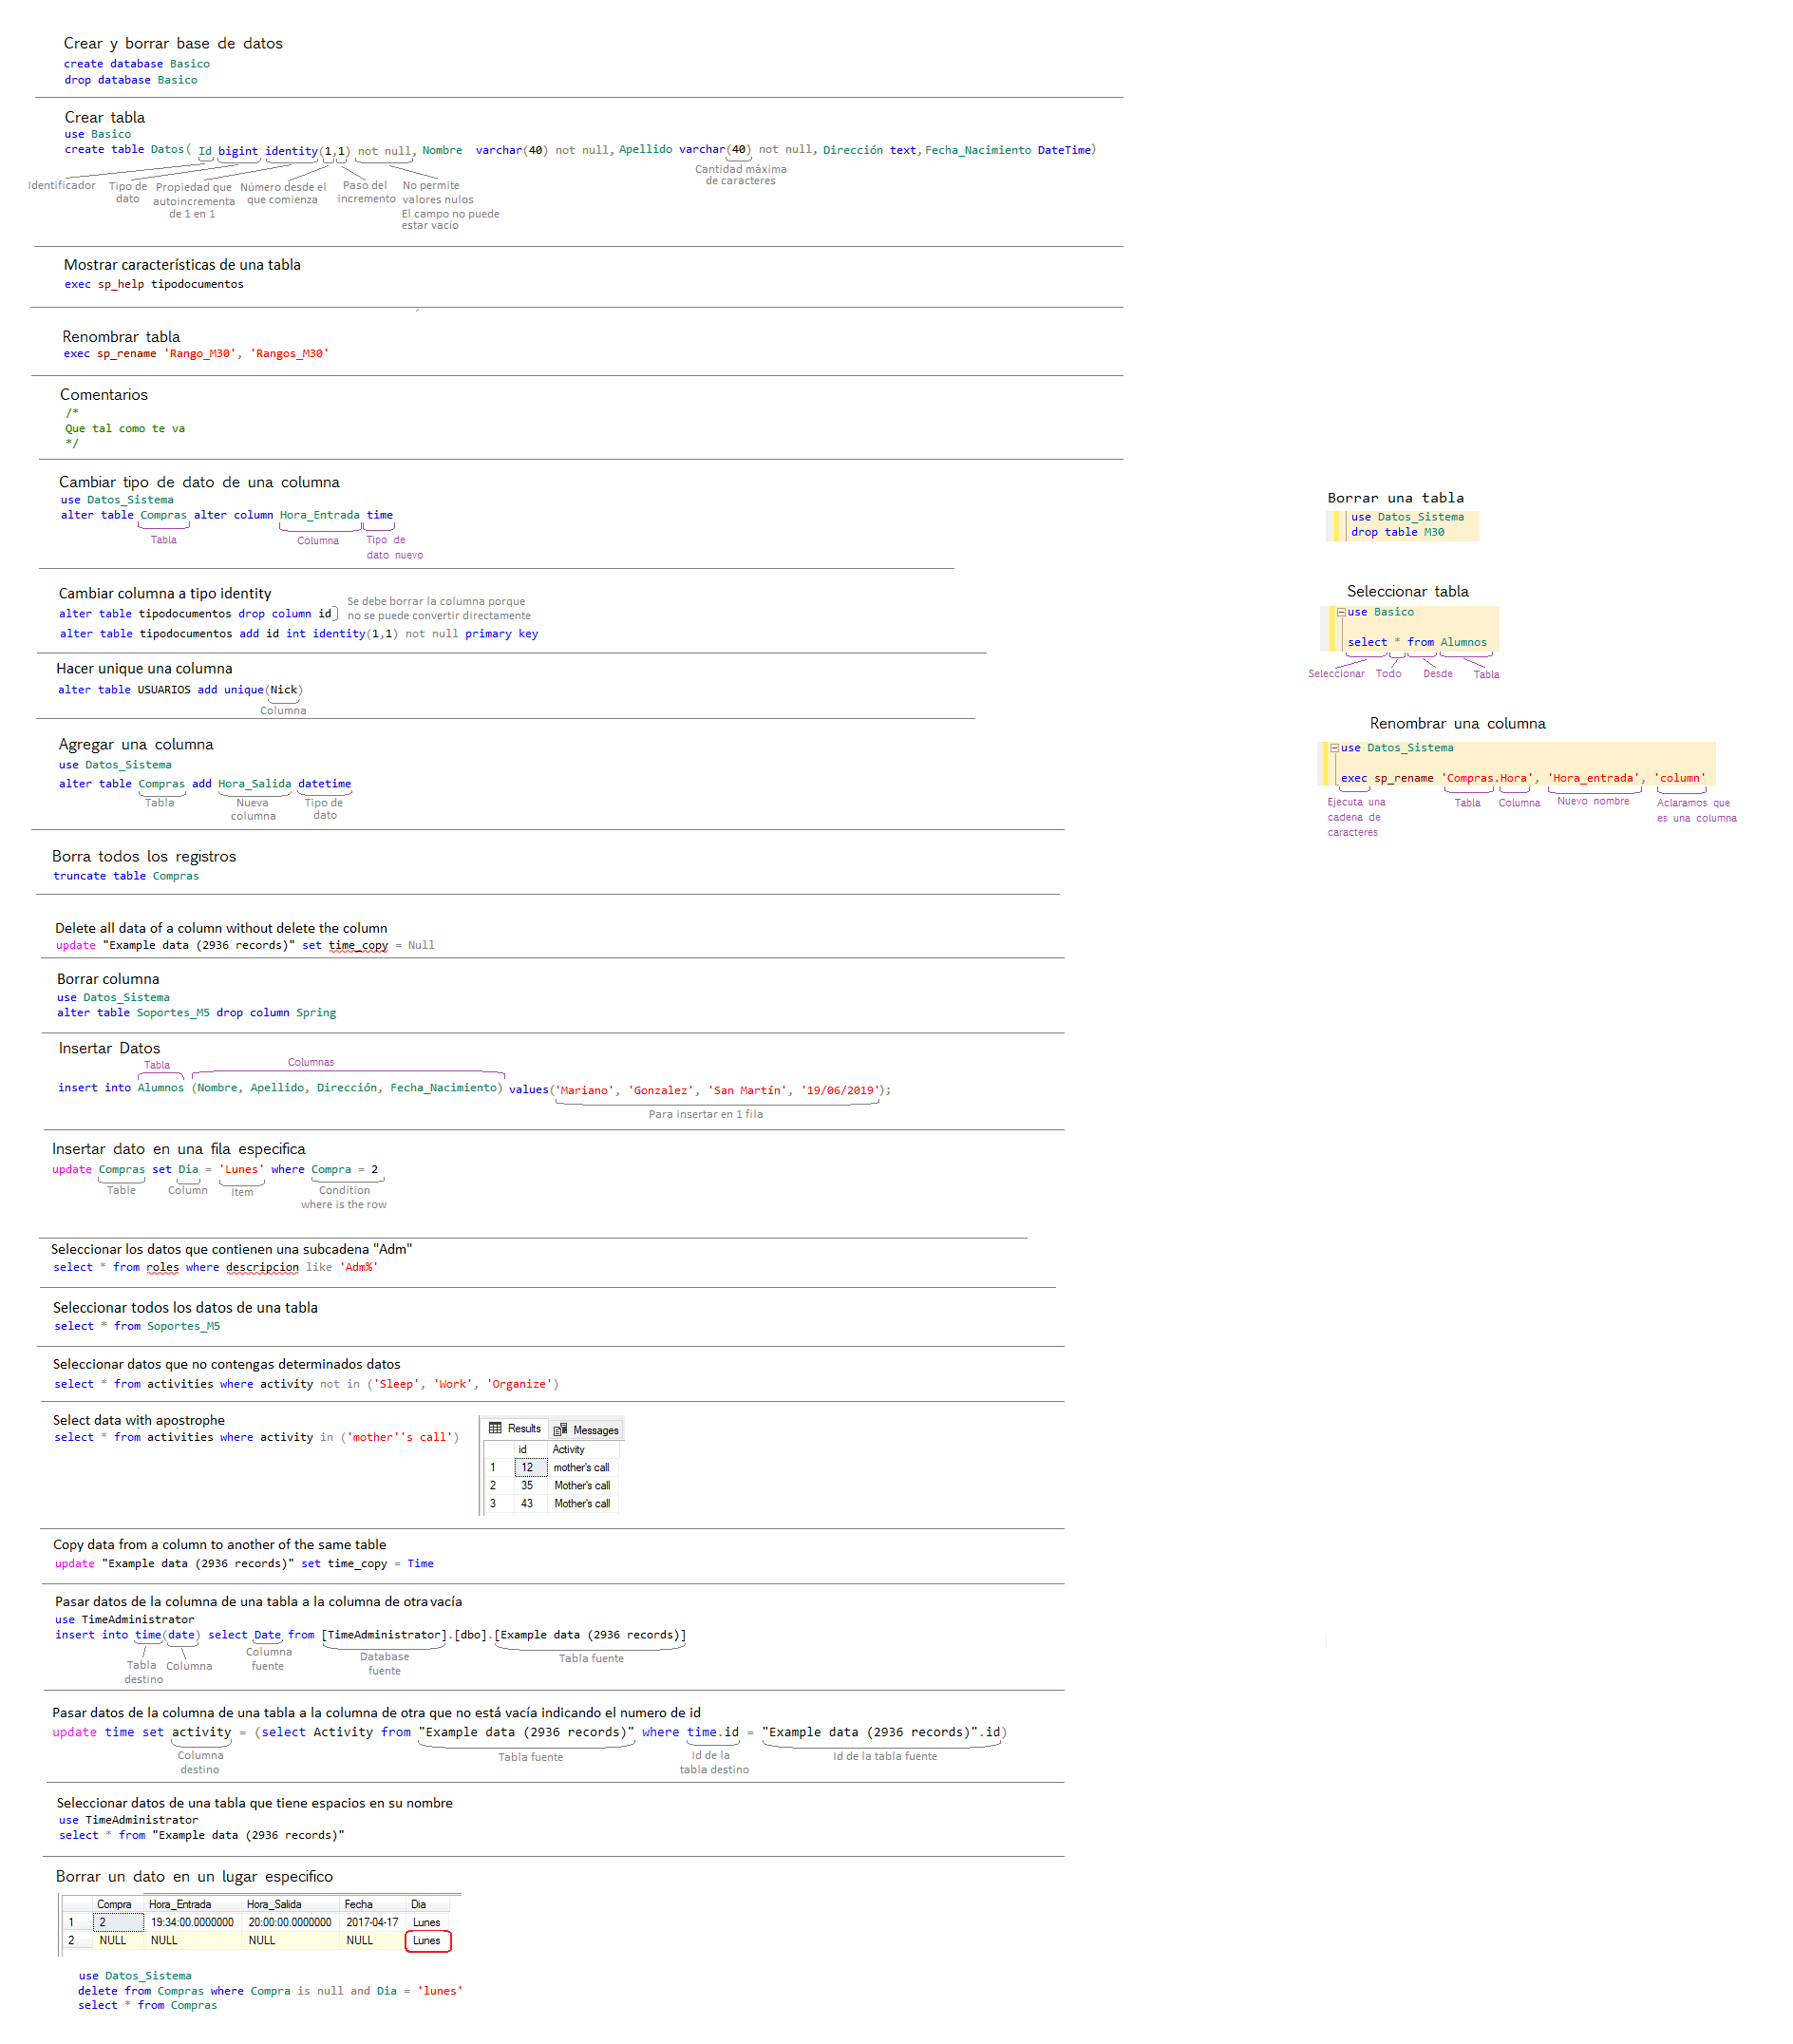 Crear y borrar base de datos
create database Basico
drop database Basico
Crear tabla
use Basico
create table Datos( Id bigint identity(1,1) not null, Nombre varchar(40) not null, Apellido varchar(40) not null, Dirección text, Fecha_Nacimiento DateTime)
Identificador
Tipo de
dato
Propiedad que
autoincrementa
de 1 en 1
Número desde el
que comienza
Paso del
incremento
No permite
valores nulos
El campo no puede
estar vacío
Cantidad máxima
de caracteres
Mostrar características de una tabla
exec sp_help tipodocumentos
Renombrar tabla
exec sp_rename 'Rango_M30', 'Rangos_M30'
Comentarios
/*
Que tal como te va
*/
Cambiar tipo de dato de una columna
use Datos_Sistema
alter table Compras alter column Hora_Entrada time
Tabla
Columna
Tipo de
dato nuevo
Cambiar columna a tipo identity
alter table tipodocumentos drop column id
Se debe borrar la columna porque
no se puede convertir directamente
alter table tipodocumentos add id int identity(1,1) not null primary key
Hacer unique una columna
alter table USUARIOS add unique(Nick)
Columna
Agregar una columna
use Datos_Sistema
alter table Compras add Hora_Salida datetime
Tabla
Nueva
columna
Tipo de
dato
Borra todos los registros
truncate table Compras
Delete all data of a column without delete the column
update "Example data (2936 records)" set time_copy = Null
Borrar columna
use Datos_Sistema
alter table Soportes_M5 drop column Spring
Insertar Datos
Tabla
Columnas
insert into Alumnos (Nombre, Apellido, Dirección, Fecha_Nacimiento) values('Mariano', 'Gonzalez', 'San Martín', '19/06/2019');
Para insertar en 1 fila
Insertar dato en una fila especifica
update Compras set Dia = 'Lunes' where Compra = 2
Table
Column
Item
Condition
where is the row
Seleccionar los datos que contienen una subcadena "Adm"
select * from roles where descripcion like 'Adm%'
Seleccionar todos los datos de una tabla
select * from Soportes_M5
Seleccionar datos que no contengas determinados datos
select * from activities where activity not in ('Sleep', 'Work', 'Organize')
Select data with apostrophe
select * from activities where activity in ('mother''s call')
Results Messages
id Activity
1 12 mother's call
2 35 Mother's call
3 43 Mother's call
Copy data from a column to another of the same table
update "Example data (2936 records)" set time_copy = Time
Pasar datos de la columna de una tabla a la columna de otra vacía
use TimeAdministrator
insert into time(date) select Date from [TimeAdministrator].[dbo].[Example data (2936 records)]
Tabla
destino
Columna
Columna
fuente
Database
fuente
Tabla fuente
Pasar datos de la columna de una tabla a la columna de otra que no está vacía indicando el numero de id
update time set activity = (select Activity from "Example data (2936 records)" where time.id = "Example data (2936 records)".id)
Columna
destino
Tabla fuente
Id de la
tabla destino
Id de la tabla fuente
Seleccionar datos de una tabla que tiene espacios en su nombre
use TimeAdministrator
select * from "Example data (2936 records)"
Borrar un dato en un lugar especifico
Compra Hora_Entrada Hora_Salida Fecha Dia
1 2 19:34:00.0000000 20:00:00.0000000 2017-04-17 Lunes
2 NULL NULL NULL NULL Lunes
use Datos_Sistema
delete from Compras where Compra is null and Dia = 'lunes'
select * from Compras
Borrar una tabla
use Datos_Sistema
drop table M30
Seleccionar tabla
use Basico
select * from Alumnos
Seleccionar
Todo
Desde
Tabla
Renombrar una columna
use Datos_Sistema
exec sp_rename 'Compras.Hora', 'Hora_entrada', 'column'
Ejecuta una
cadena de
caracteres
Tabla
Columna
Nuevo nombre
Aclaramos que
es una columna